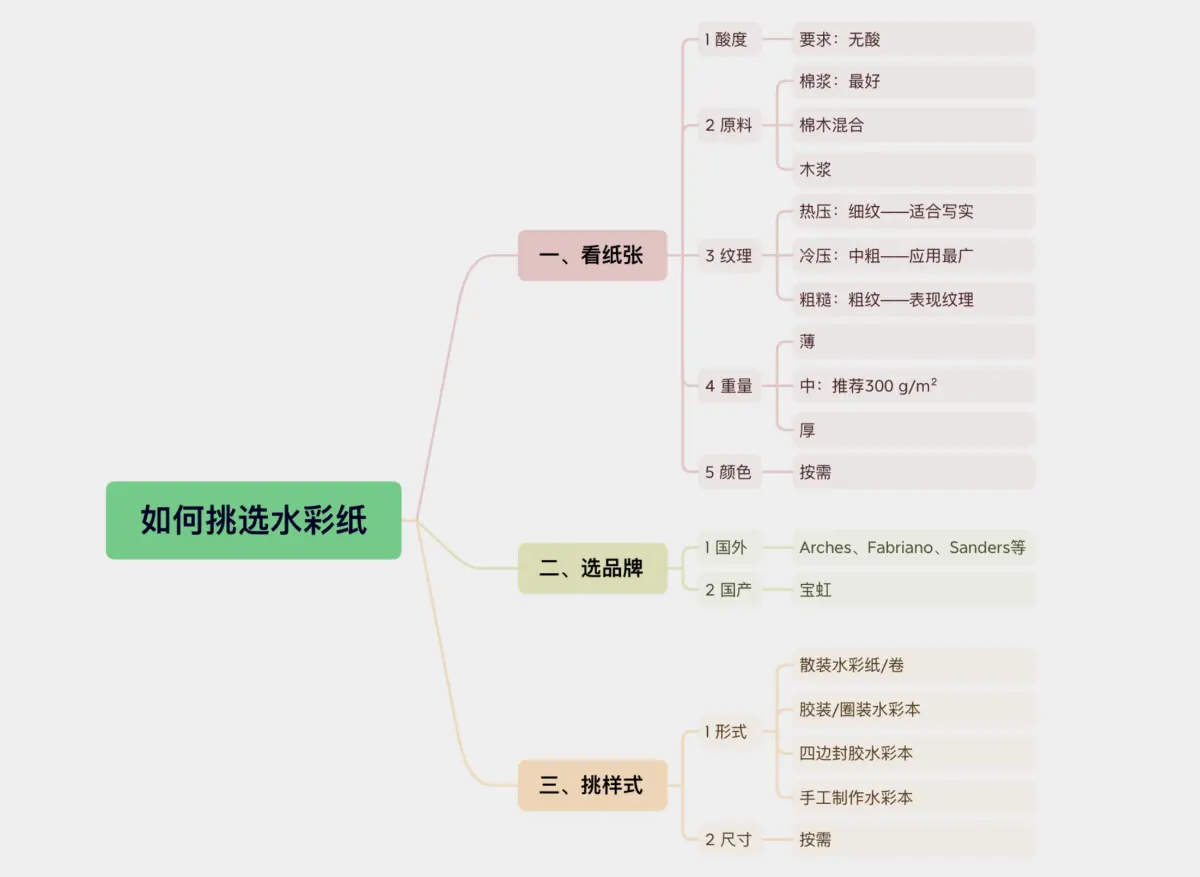 如何挑选水彩纸
一、看纸张
1 酸度
要求：无酸
2 原料
棉浆：最好
棉木混合
木浆
3 纹理
热压：细纹——适合写实
冷压：中粗——应用最广
粗糙：粗纹——表现纹理
4 重量
薄
中：推荐300 g/m²
厚
5 颜色
按需
二、选品牌
1 国外
Arches、Fabriano、Sanders等
2 国产
宝虹
三、挑样式
1 形式
散装水彩纸/卷
胶装/圈装水彩本
四边封胶水彩本
手工制作水彩本
2 尺寸
按需